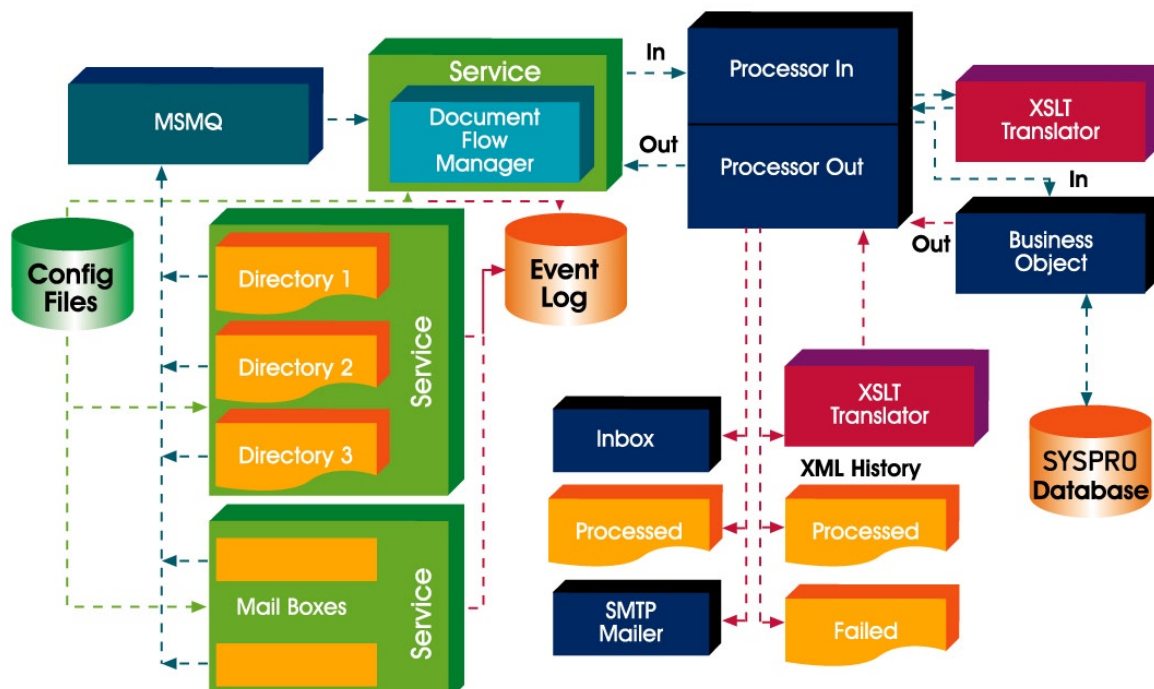 MSMQ
Service
Document
Flow
Manager
In
Out
Processor In
Processor Out
XSLT
Translator
In
Out
Business
Object
Config
Files
Directory 1
Directory 2
Directory 3
Service
Event
Log
Mail Boxes
Service
Inbox
XSLT
Translator
XML History
Processed
Processed
SMTP
Mailer
Failed
SYSPRO
Database